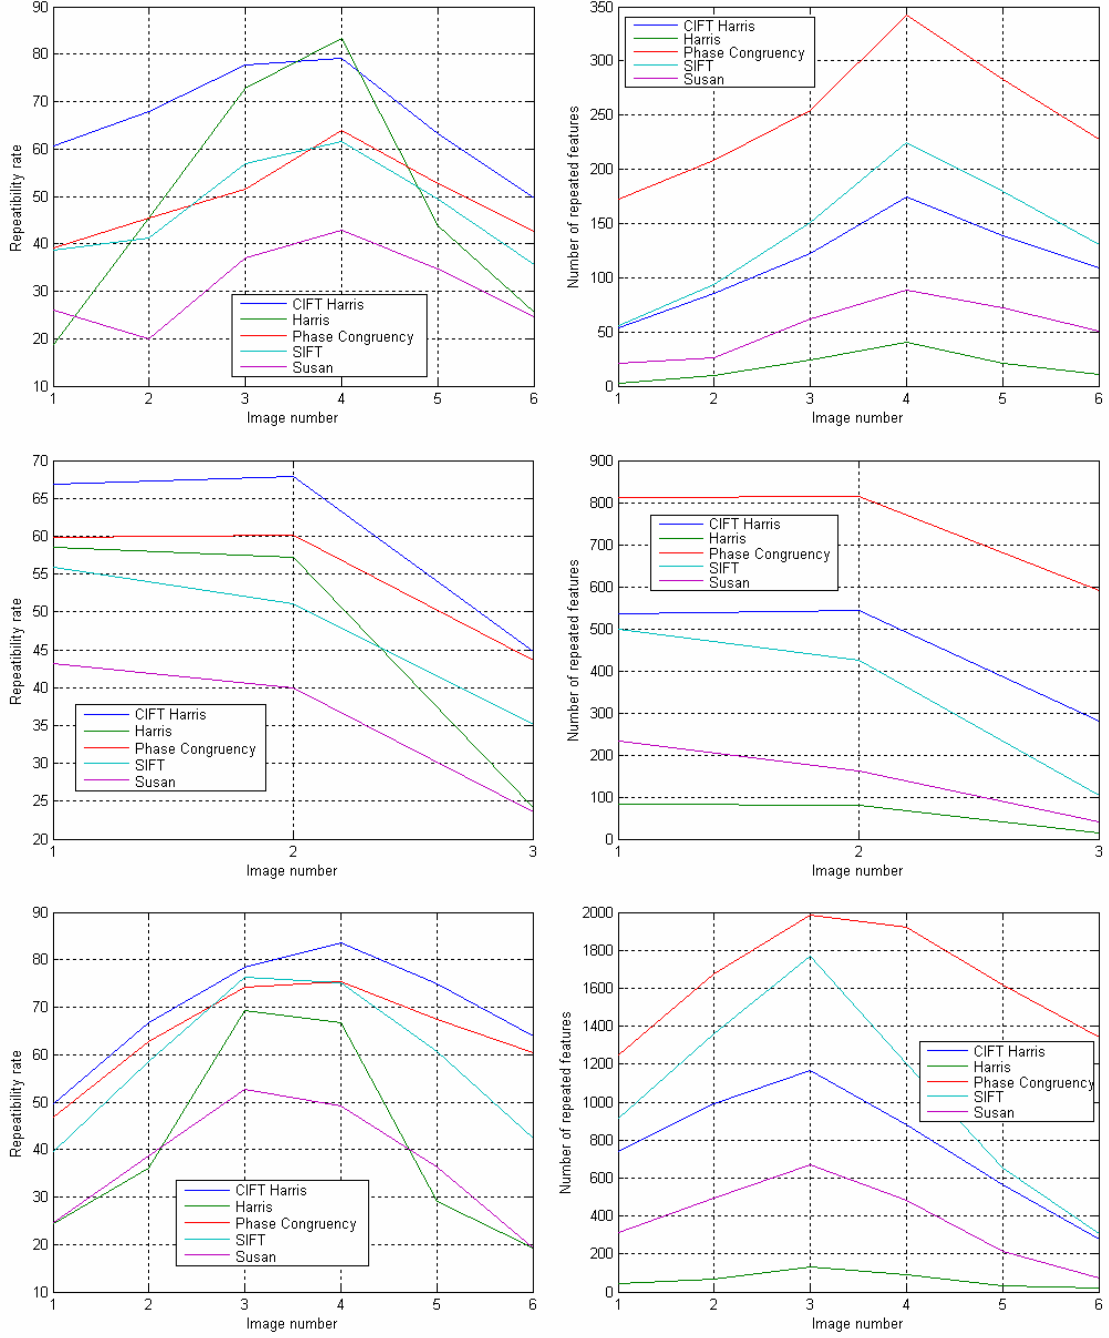 90
80
70
60
50
40
30
20
10
Repeatibility rate
CIFT Harris
Harris
Phase Congruency
SIFT
Susan
1 2 3 4 5 6
Image number
350
300
250
200
150
100
50
0
Number of repeated features
CIFT Harris
Harris
Phase Congruency
SIFT
Susan
1 2 3 4 5 6
Image number
70
65
60
55
50
45
40
35
30
25
20
Repeatibility rate
CIFT Harris
Harris
Phase Congruency
SIFT
Susan
1 2 3
Image number
900
800
700
600
500
400
300
200
100
0
Number of repeated features
CIFT Harris
Harris
Phase Congruency
SIFT
Susan
1 2 3
Image number
90
80
70
60
50
40
30
20
10
Repeatibility rate
CIFT Harris
Harris
Phase Congruency
SIFT
Susan
1 2 3 4 5 6
Image number
2000
1800
1600
1400
1200
1000
800
600
400
200
0
Number of repeated features
CIFT Harris
Harris
Phase Congruency
SIFT
Susan
1 2 3 4 5 6
Image number